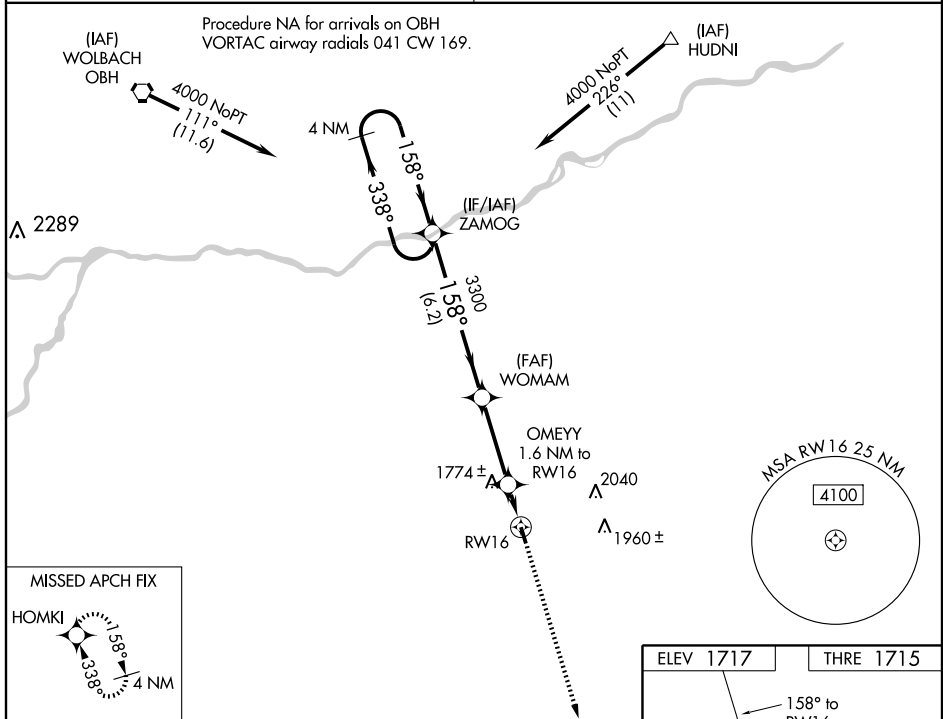 Procedure NA for arrivals on OBH
VORTAC airway radials 041 CW 169.
(IAF)
WOLBACH
OBH
4000 NoPT
111°
(11.6)
(IAF)
HUDNI
4000 NoPT
226°
(11)
4 NM
158°
338°
(IF/IAF)
ZAMOG
2289
3300
158°
(6.2)
(FAF)
WOMAM
OMEYY
1.6 NM to
RW16
1774 ±
2040
1960 ±
RW16
MSA RW16 25 NM
4100
MISSED APCH FIX
HOMKI
158°
338°
4 NM
ELEV 1717
THRE 1715
158° to